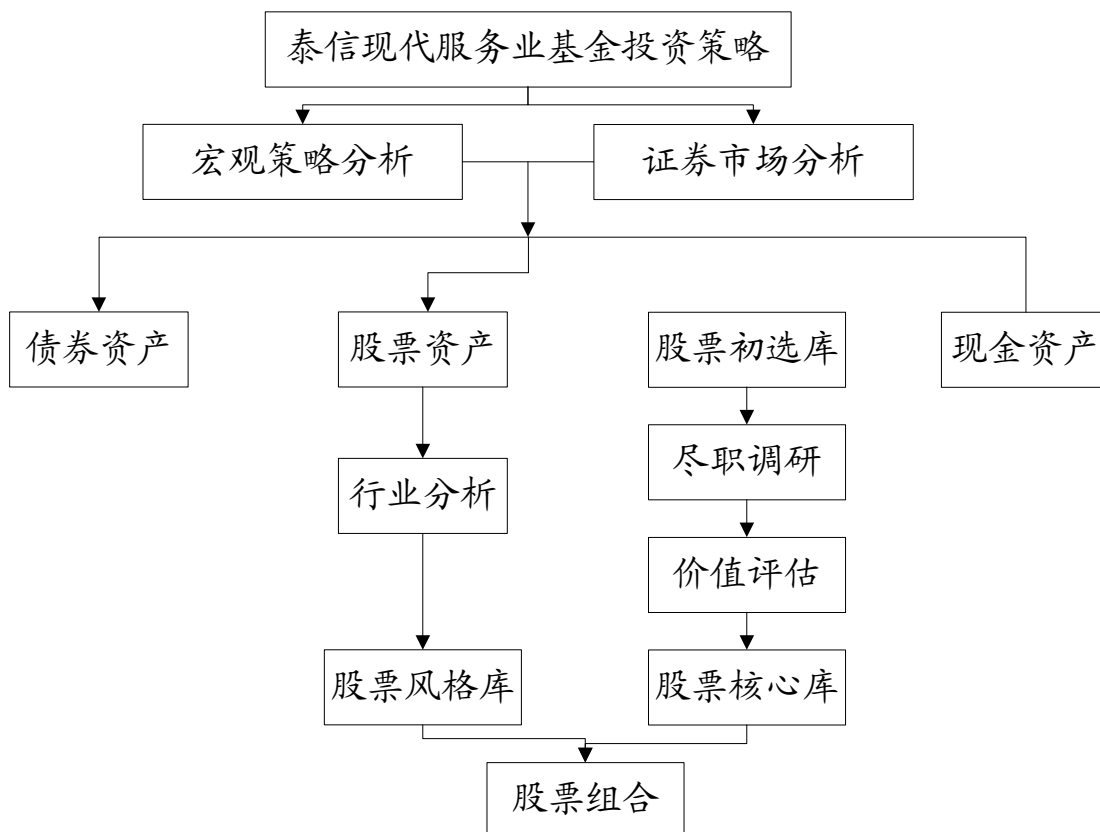 泰信现代服务业基金投资策略
宏观策略分析
证券市场分析
债券资产
股票资产
股票初选库
现金资产
尽职调研
行业分析
价值评估
股票风格库
股票核心库
股票组合